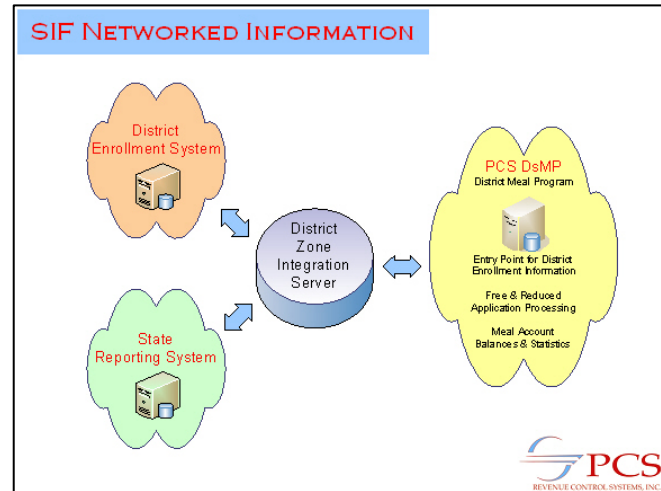 SIF NETWORKED INFORMATION
District
Enrollment System
PCS DsMP
District Meal Program
District
Zone
Integration
Server
Entry Point for District
Enrollment Information
Free & Reduced
Application Processing
Meal Account
Balances & Statistics
State
Reporting System
PCS
REVENUE CONTROL SYSTEMS, INC.